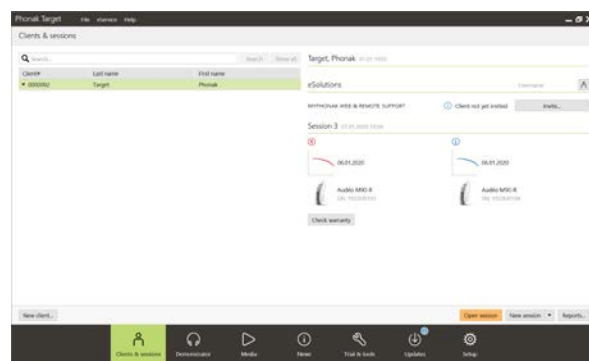 Phonak Target File eService Help
Clients & sessions
Search... Search Show all
Client# Last name First name
0000002 Target Phonak
Target, Phonak
eSolutions
MYPHONAK WEB & REMOTE SUPPORT Client not yet invited Invite...
Session 3
06.01.2020 06.01.2020
Audéo M90-R Audéo M90-R
Check warranty
New client... Open session New session Reports...
Clients & sessions Demonstrator Media News Trial & tools Updates Setup